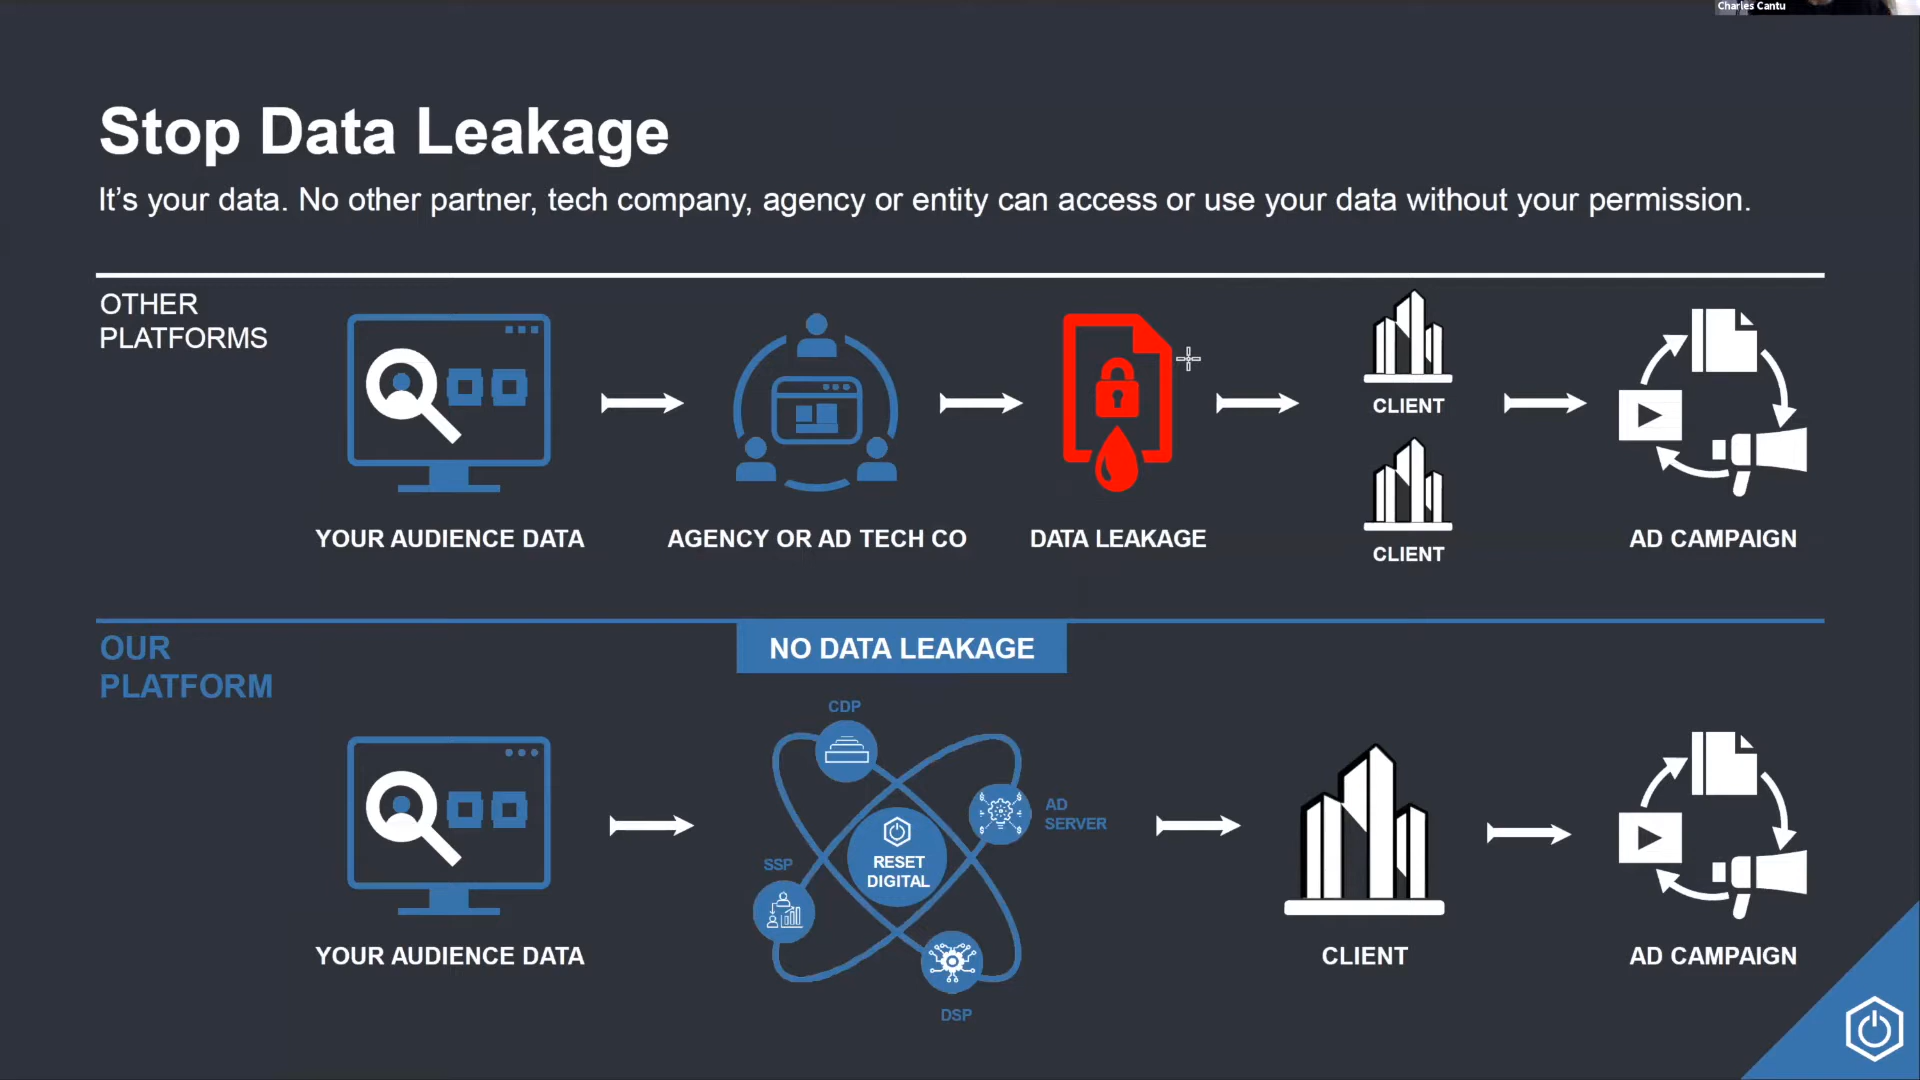 Charles Cantu
Stop Data Leakage
It's your data. No other partner, tech company, agency or entity can access or use your data without your permission.
OTHER
PLATFORMS
YOUR AUDIENCE DATA
AGENCY OR AD TECH CO
DATA LEAKAGE
CLIENT
CLIENT
AD CAMPAIGN
OUR
PLATFORM
NO DATA LEAKAGE
YOUR AUDIENCE DATA
CDP
AD
SERVER
SSP
RESET
DIGITAL
DSP
CLIENT
AD CAMPAIGN